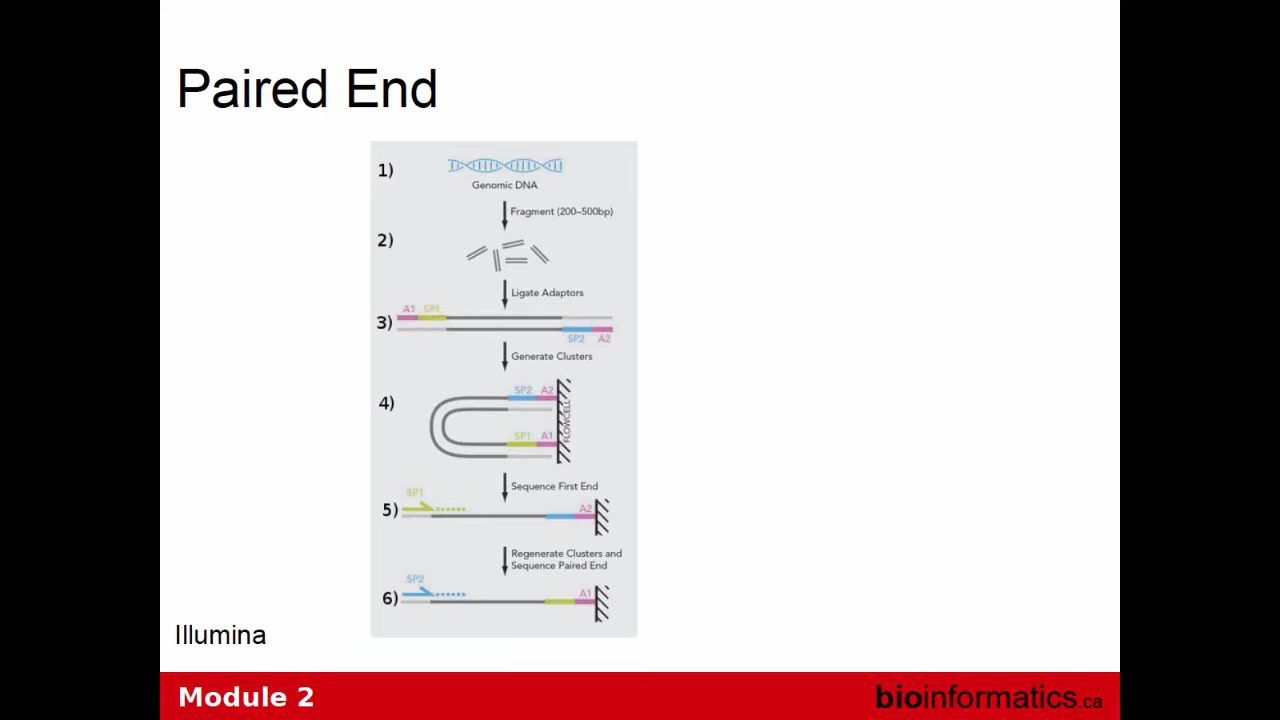 Paired End
1)
Genomic DNA
Fragment (200–500bp)
2)
Ligate Adaptors
A1 SP1
3)
SP2 A2
Generate Clusters
4)
SP2 A2
FLOWCELL
SP1 A1
Sequence First End
SP1
5)
A2
Regenerate Clusters and
Sequence Paired End
SP2
6)
A1
Illumina
Module 2
bioinformatics.ca